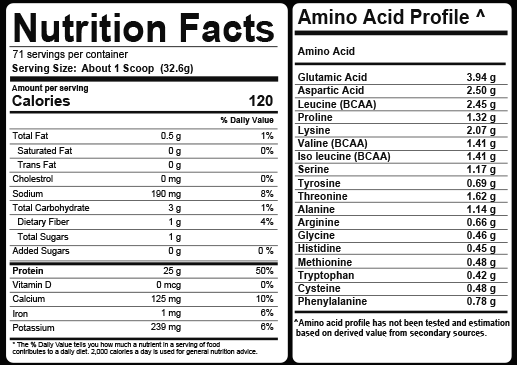 Nutrition Facts
71 servings per container
Serving Size: About 1 Scoop (32.6g)
Amount per serving
Calories 120
% Daily Value
Total Fat 0.5 g 1%
Saturated Fat 0 g 0%
Trans Fat 0 g
Cholestrol 0 mg 0%
Sodium 190 mg 8%
Total Carbohydrate 3 g 1%
Dietary Fiber 1 g 4%
Total Sugars 1 g
Added Sugars 0 g 0 %
Protein 25 g 50%
Vitamin D 0 mcg 0%
Calcium 125 mg 10%
Iron 1 mg 6%
Potassium 239 mg 6%
* The % Daily Value tells you how much a nutrient in a serving of food
contributes to a daily diet. 2,000 calories a day is used for general nutrition advice.
Amino Acid Profile ^
Amino Acid
Glutamic Acid 3.94 g
Aspartic Acid 2.50 g
Leucine (BCAA) 2.45 g
Proline 1.32 g
Lysine 2.07 g
Valine (BCAA) 1.41 g
Iso leucine (BCAA) 1.41 g
Serine 1.17 g
Tyrosine 0.69 g
Threonine 1.62 g
Alanine 1.14 g
Arginine 0.66 g
Glycine 0.46 g
Histidine 0.45 g
Methionine 0.48 g
Tryptophan 0.42 g
Cysteine 0.48 g
Phenylalanine 0.78 g
^Amino acid profile has not been tested and estimation
based on derived value from secondary sources.